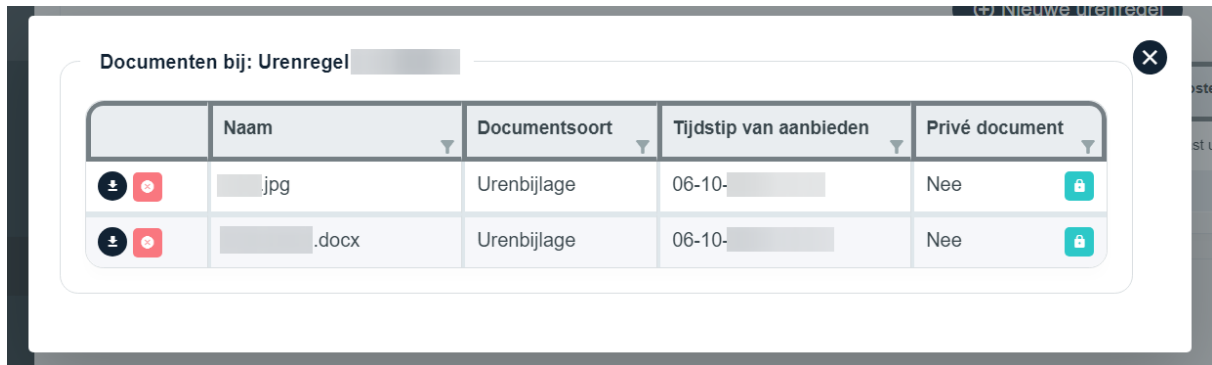 Nieuwe urenregel
Documenten bij: Urenregel
Naam Documentsoort Tijdstip van aanbieden Privé document
.jpg Urenbijlage 06-10- Nee
.docx Urenbijlage 06-10- Nee